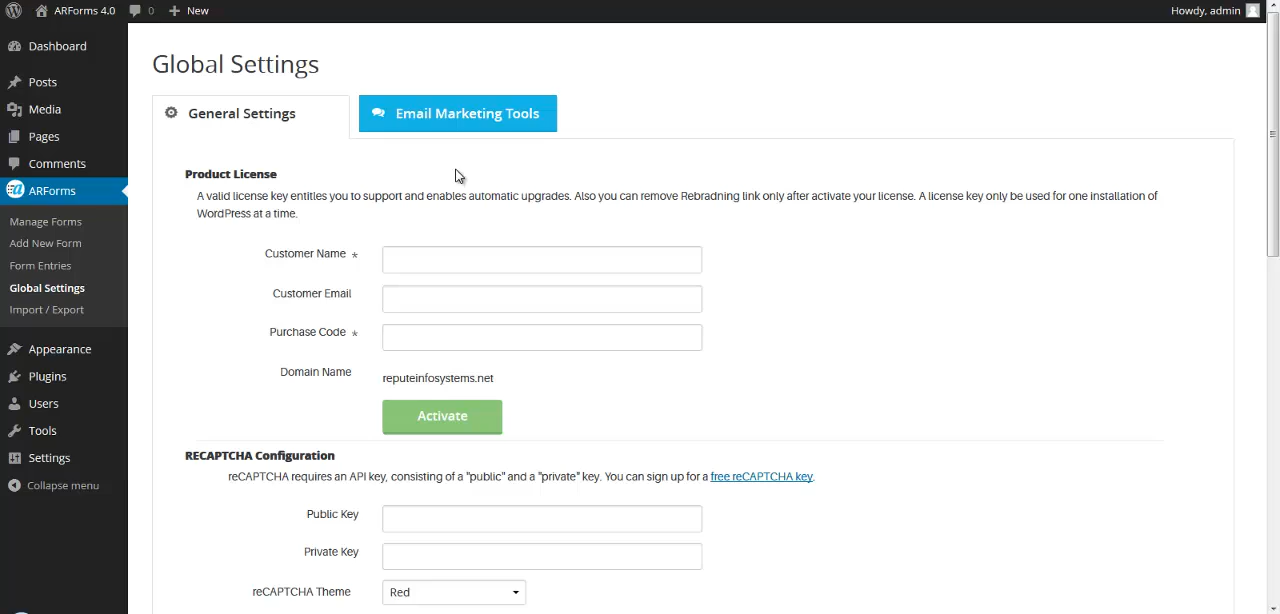 ARForms 4.0 0 New Howdy, admin
Dashboard
Posts
Media
Pages
Comments
ARForms
Manage Forms
Add New Form
Form Entries
Global Settings
Import / Export
Appearance
Plugins
Users
Tools
Settings
Collapse menu
Global Settings
General Settings Email Marketing Tools
Product License
A valid license key entitles you to support and enables automatic upgrades. Also you can remove Rebradning link only after activate your license. A license key only be used for one installation of
WordPress at a time.
Customer Name *
Customer Email
Purchase Code *
Domain Name reputeinfosystems.net
Activate
RECAPTCHA Configuration
reCAPTCHA requires an API key, consisting of a "public" and a "private" key. You can sign up for a free reCAPTCHA key.
Public Key
Private Key
reCAPTCHA Theme Red